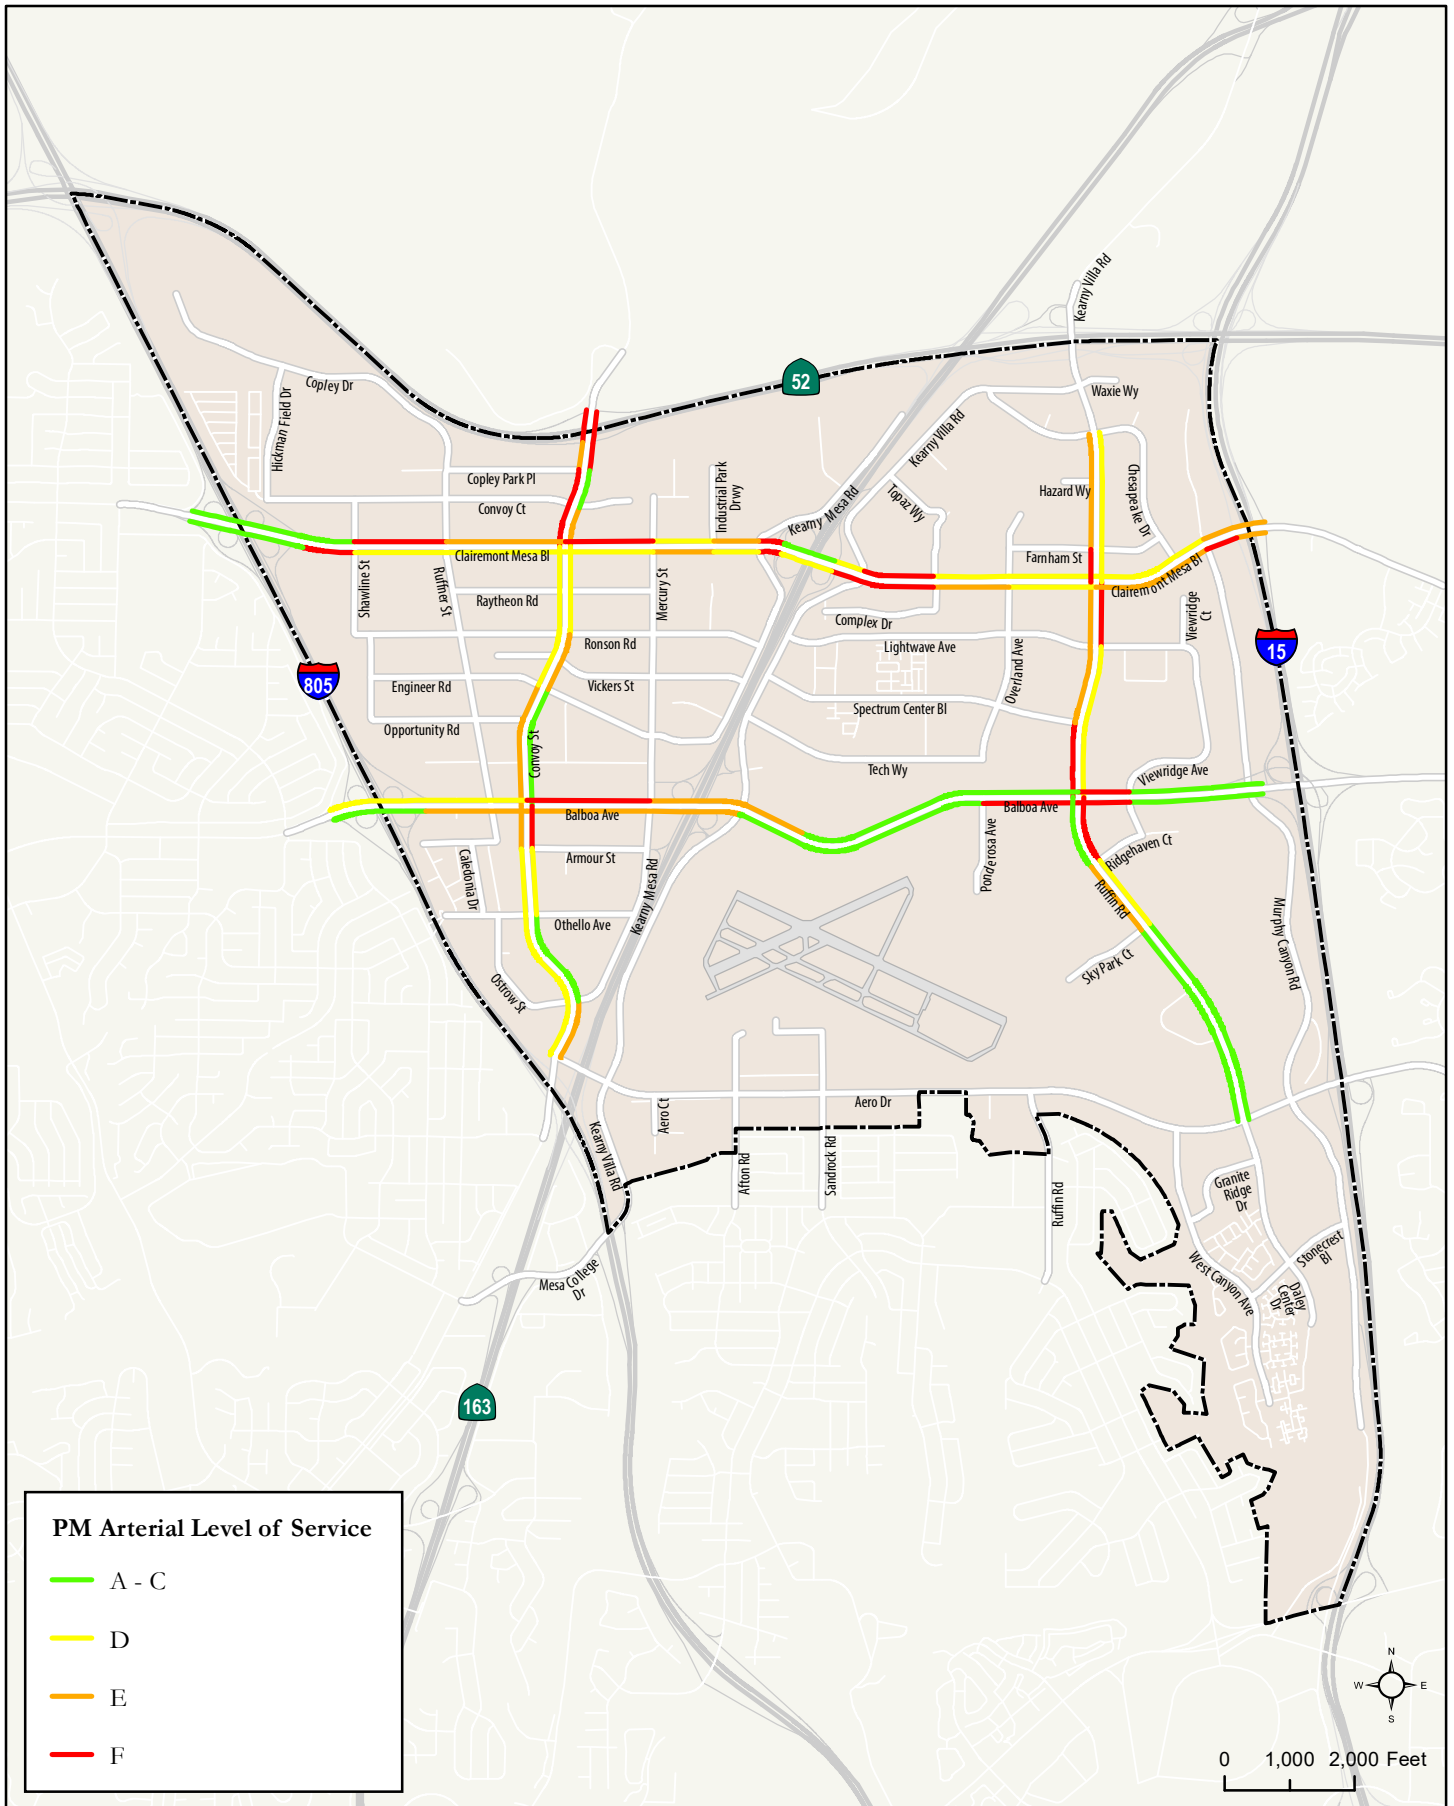 Kearny Villa Rd
52
Copley Dr
Hickman Field Dr
Waxie Wy
Kearny Villa Rd
Copley Park Pl
Industrial Park
Drwy
Chesapeake Dr
Hazard Wy
Topaz Wy
Kearny Mesa Rd
Convoy Ct
Clairemont Mesa Bl
Farnham St
Clairemont Mesa Bl
Shawline St
Ruffner St
Mercury St
Raytheon Rd
Complex Dr
Viewridge
Ct
Ronson Rd
Lightwave Ave
15
805
Engineer Rd
Vickers St
Overland Ave
Spectrum Center Bl
Opportunity Rd
Convoy St
Tech Wy
Viewridge Ave
Balboa Ave
Balboa Ave
Armour St
Caledonia Dr
Kearny Mesa Rd
Ponderosa Ave
Ridgehaven Ct
Ruffin Rd
Othello Ave
Murphy Canyon Rd
Sky Park Ct
Ostrow St
Aero Ct
Aero Dr
Kearny Villa Rd
Afton Rd
Sandrock Rd
Ruffin Rd
Granite
Ridge
Dr
Stonecrest
Bl
West Canyon Ave
Daley
Center
Dr
Mesa College
Dr
163
PM Arterial Level of Service
A - C
D
E
F
N
W E
S
0 1,000 2,000 Feet